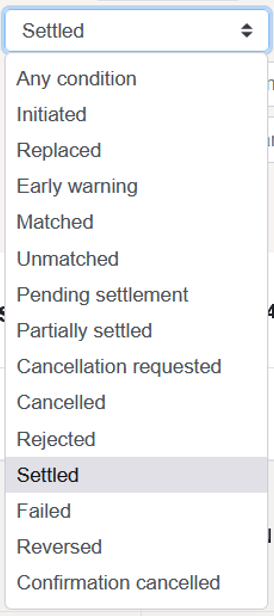 Settled
Any condition
Initiated
Replaced
Early warning
Matched
Unmatched
Pending settlement
Partially settled
Cancellation requested
Cancelled
Rejected
Settled
Failed
Reversed
Confirmation cancelled